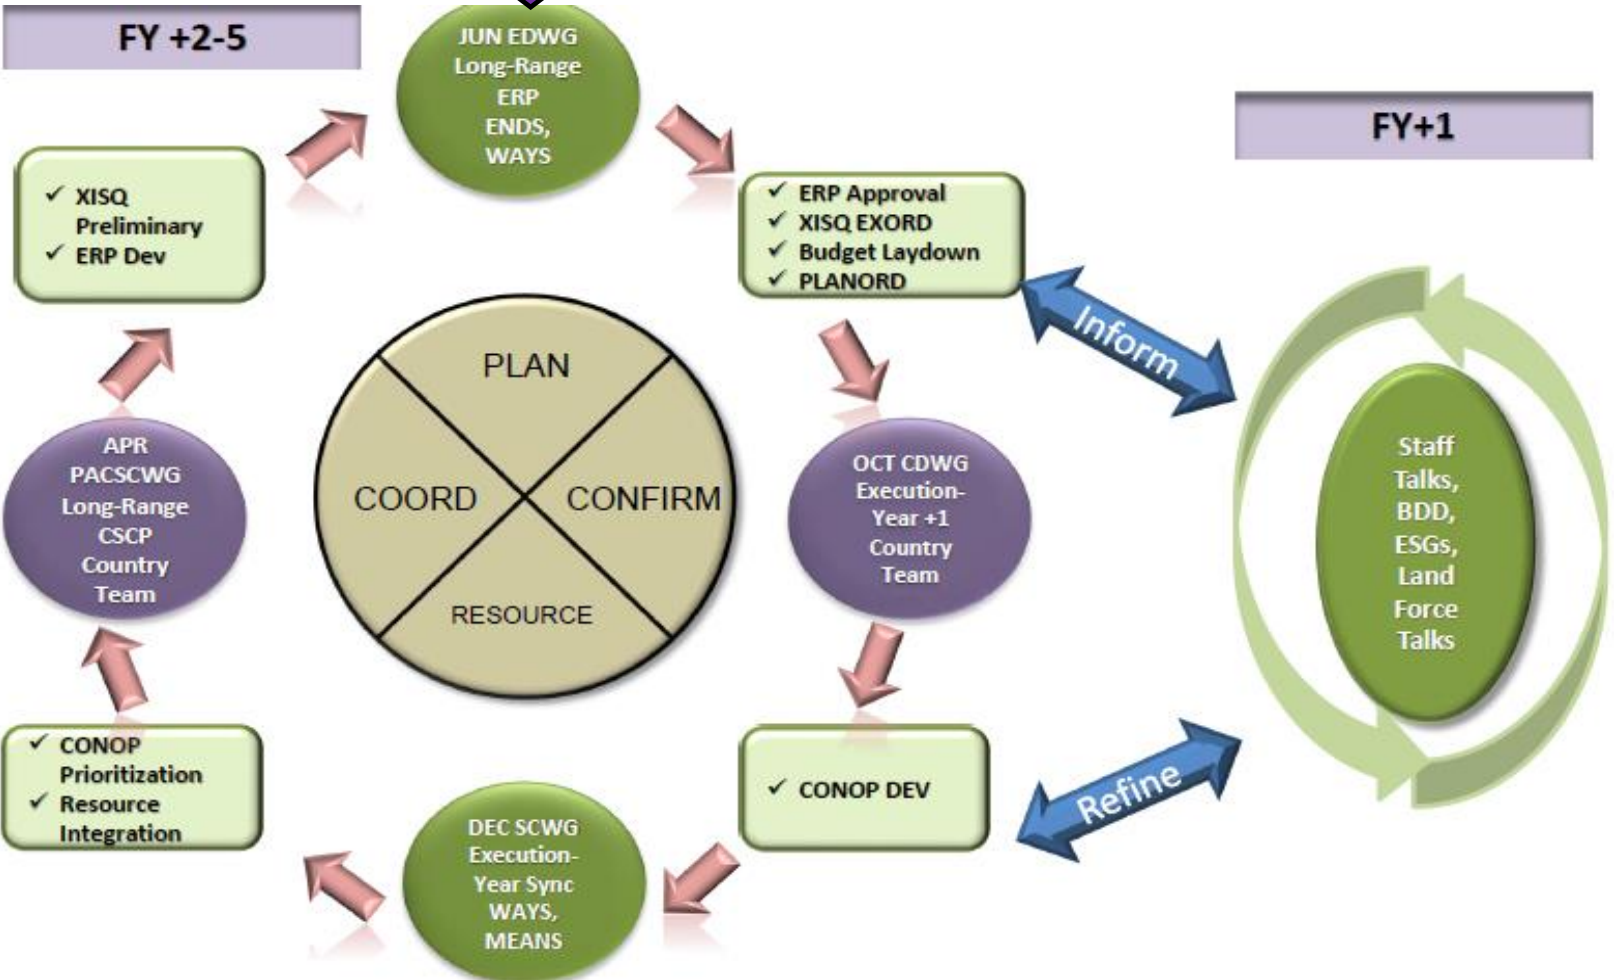 FY +2-5
JUN EDWG
Long-Range
ERP
ENDS,
WAYS
FY+1
✓ XISQ
Preliminary
✓ ERP Dev
✓ ERP Approval
✓ XISQ EXORD
✓ Budget Laydown
✓ PLANORD
Inform
PLAN
COORD
CONFIRM
RESOURCE
APR
PACSCWG
Long-Range
CSCP
Country
Team
OCT CDWG
Execution-
Year +1
Country
Team
Staff
Talks,
BDD,
ESGs,
Land
Force
Talks
✓ CONOP
Prioritization
✓ Resource
Integration
DEC SCWG
Execution-
Year Sync
WAYS,
MEANS
✓ CONOP DEV
Refine